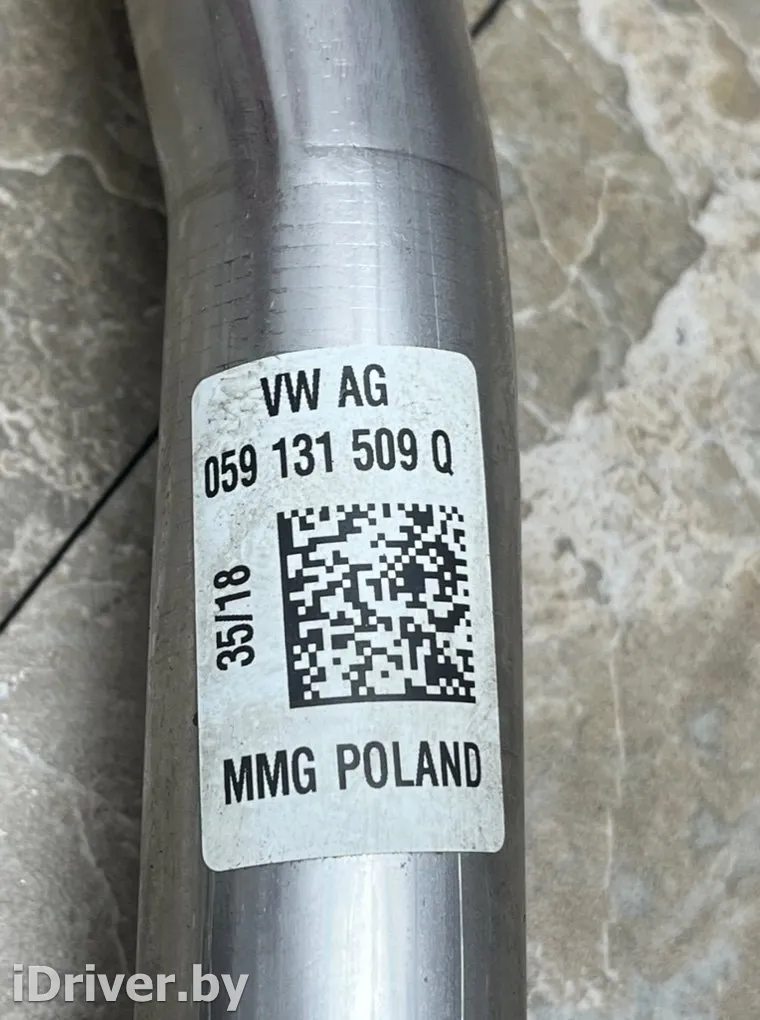 VW AG
059 131 509 Q
35/18
MMG POLAND
iDriver.by